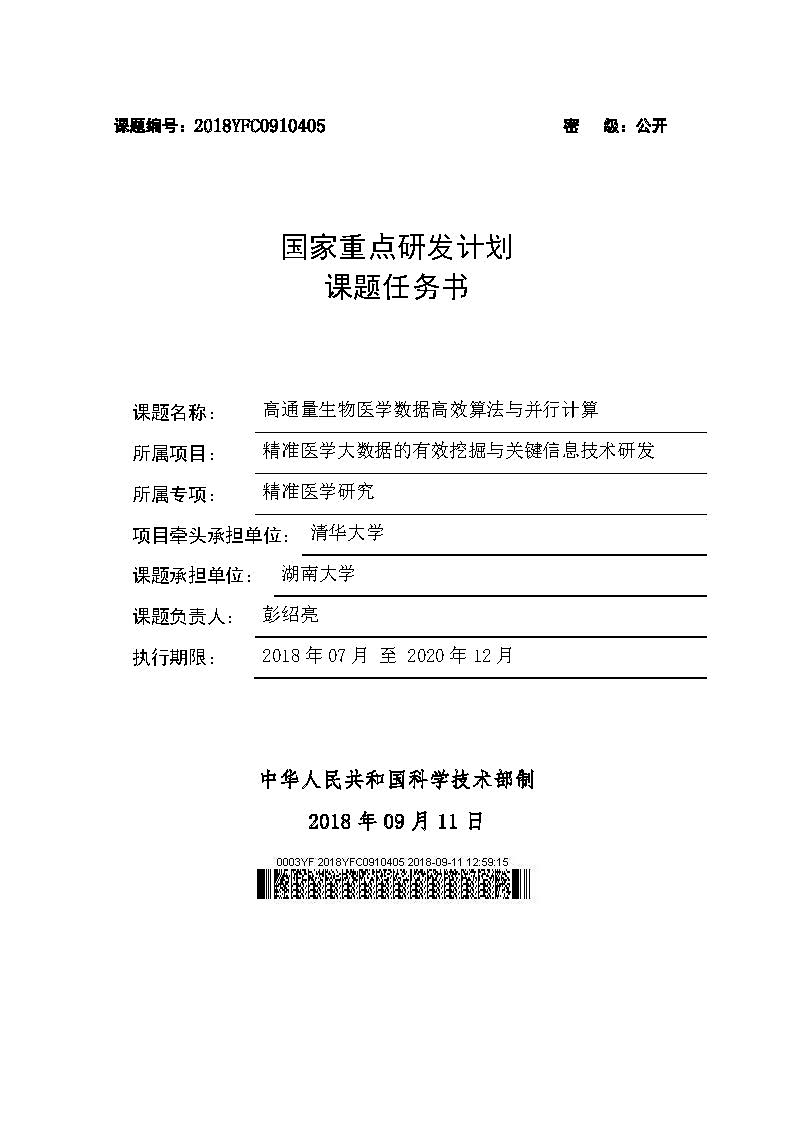 课题编号：2018YFC0910405 密 级：公开
国家重点研发计划
课题任务书
课题名称： 高通量生物医学数据高效算法与并行计算
所属项目： 精准医学大数据的有效挖掘与关键信息技术研发
所属专项： 精准医学研究
项目牵头承担单位： 清华大学
课题承担单位： 湖南大学
课题负责人： 彭绍亮
执行期限： 2018 年 07 月 至 2020 年 12 月
中华人民共和国科学技术部制
2018 年 09 月 11 日
0003YF 2018YFC0910405 2018-09-11 12:59:15